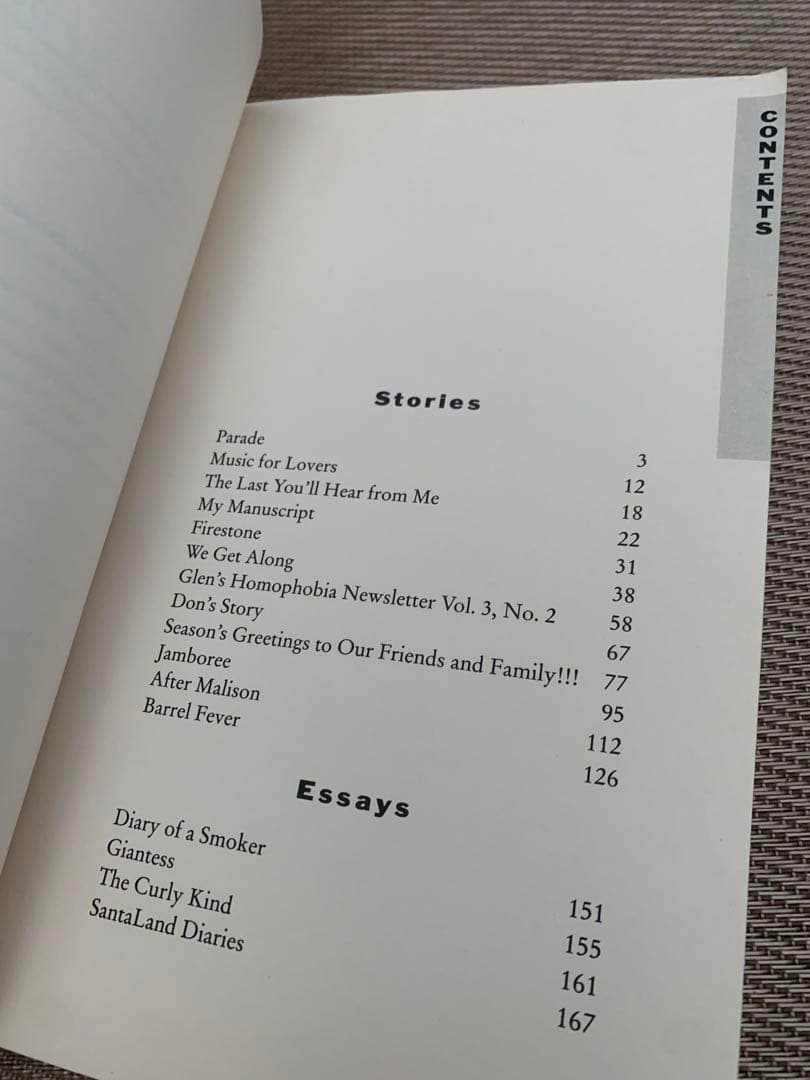 CONTENTS
Stories
Parade 3
Music for Lovers 12
The Last You'll Hear from Me 18
My Manuscript 22
Firestone 31
We Get Along 38
Glen's Homophobia Newsletter Vol. 3, No. 2 58
Don's Story 67
Season's Greetings to Our Friends and Family!!! 77
Jamboree 95
After Malison 112
Barrel Fever 126
Essays
Diary of a Smoker 151
Giantess 155
The Curly Kind 161
SantaLand Diaries 167